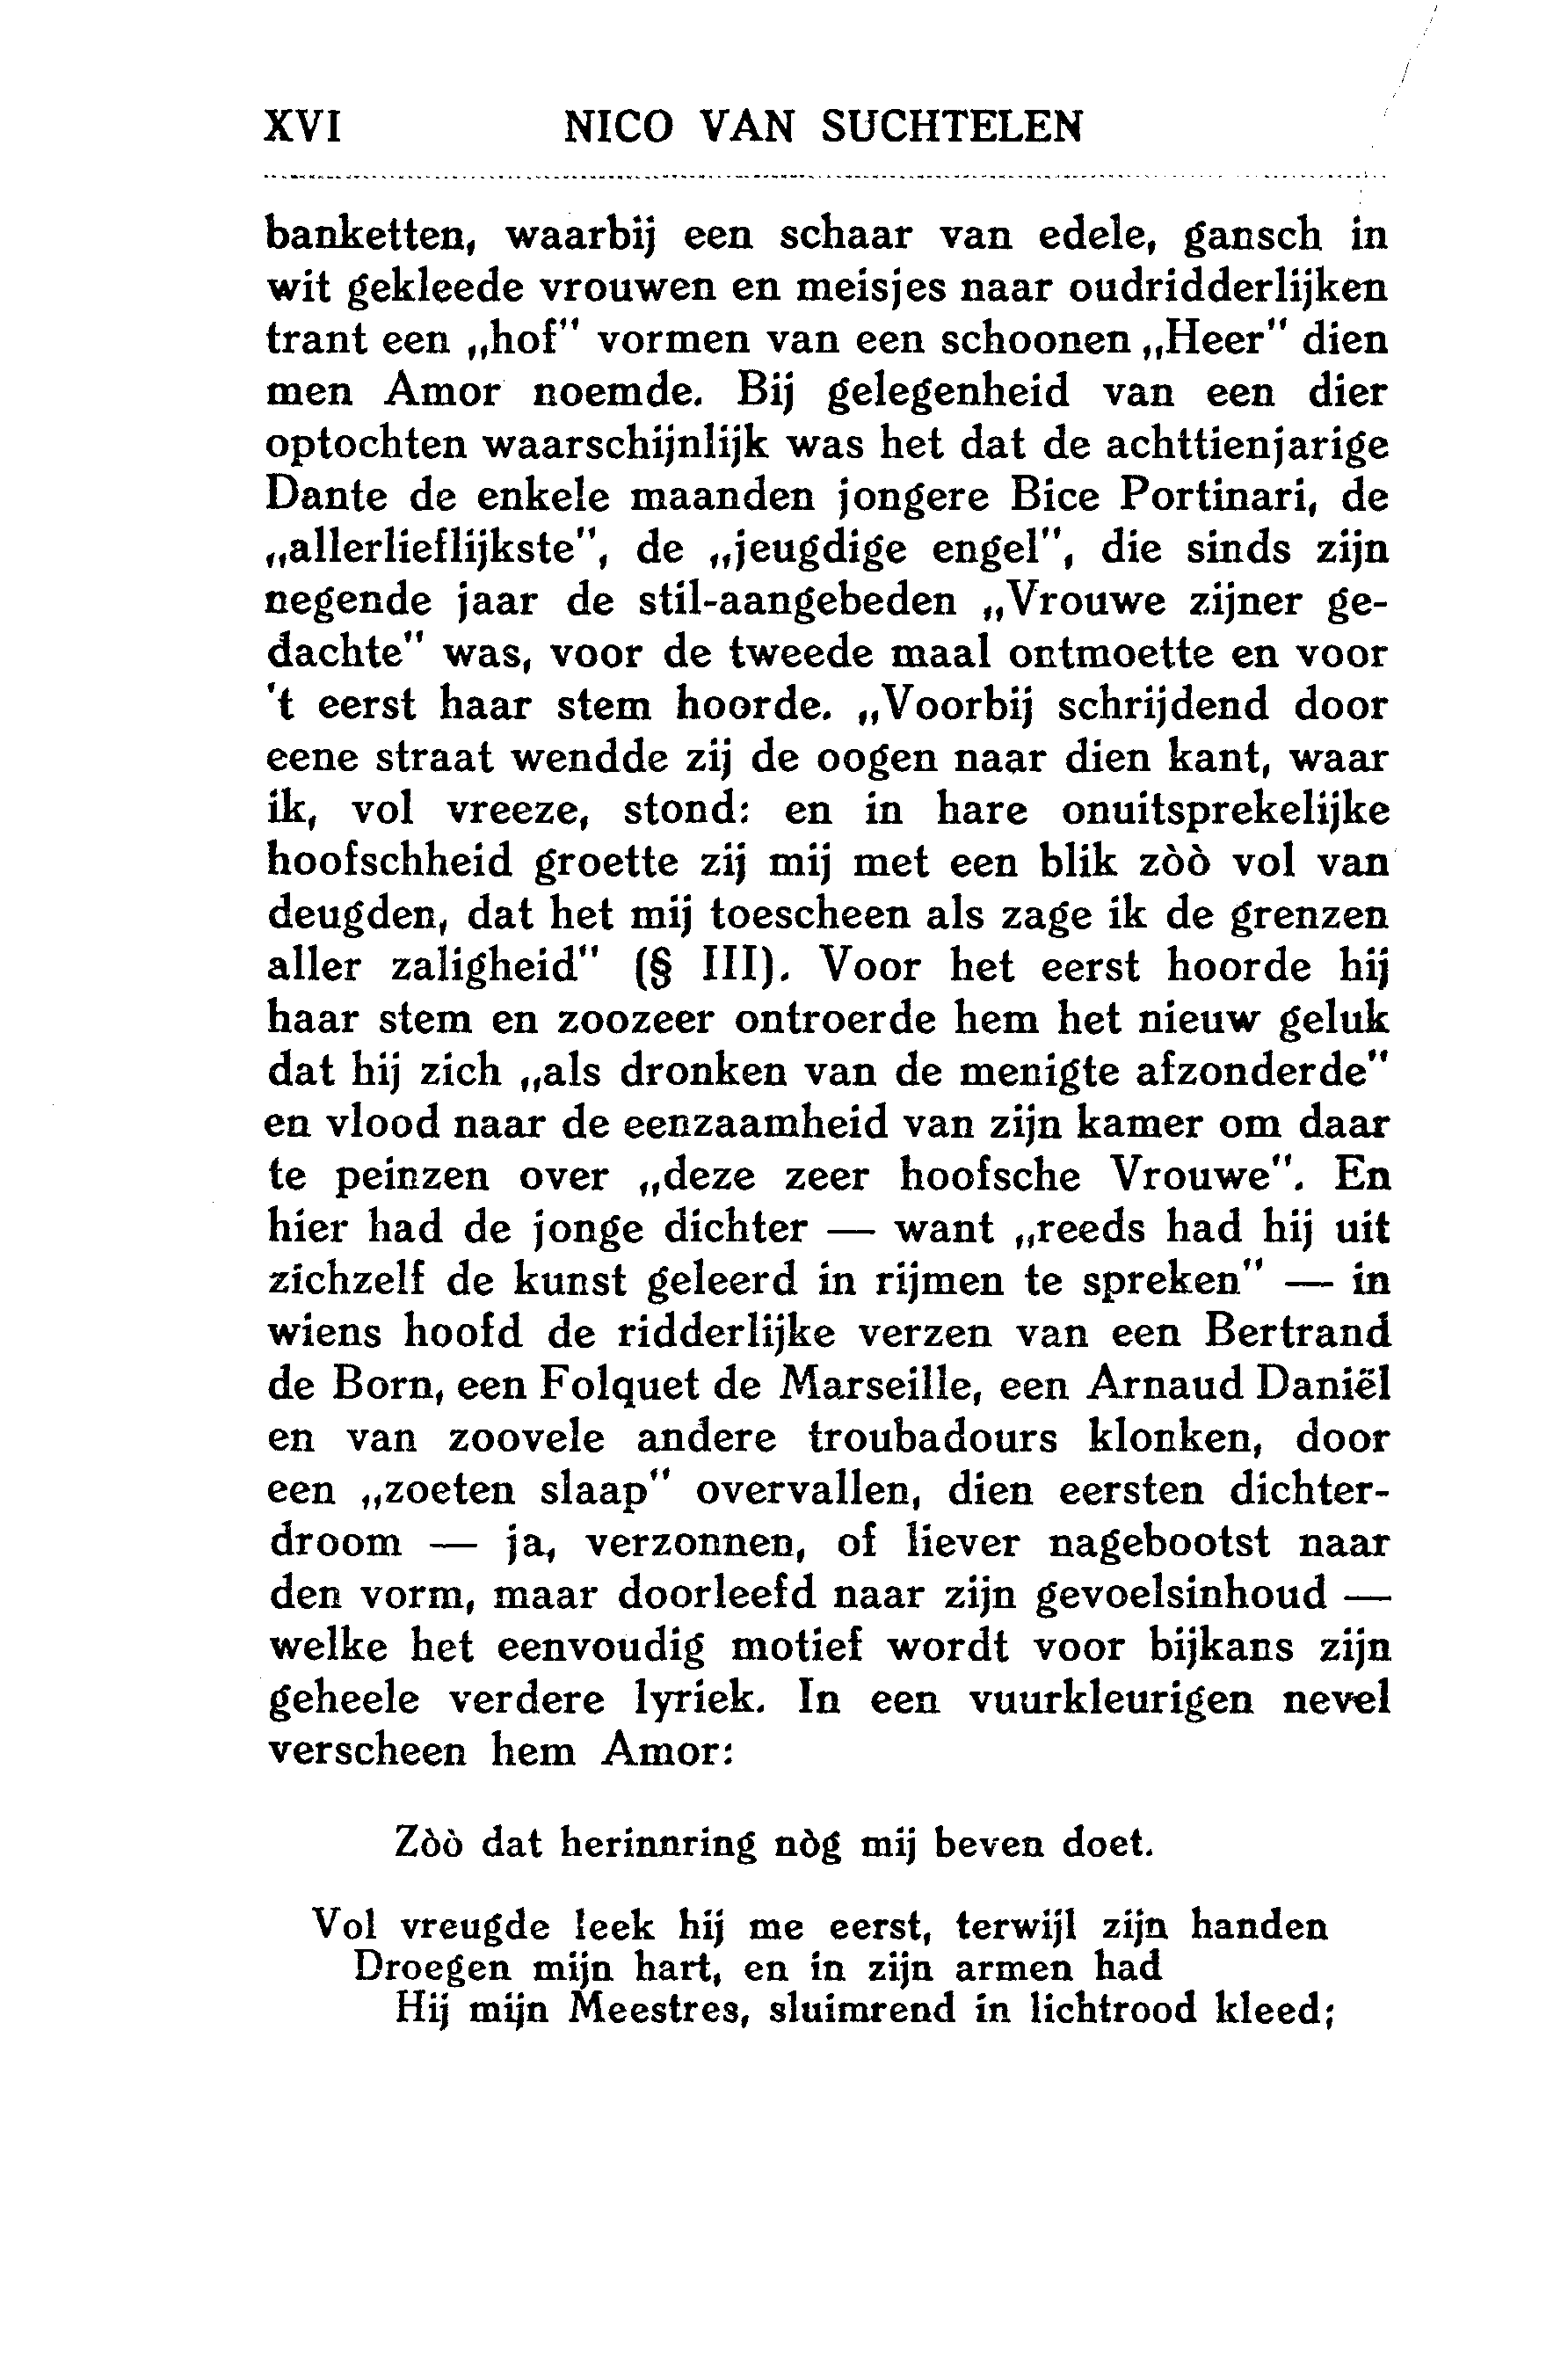 XVI NICO VAN SUCHTELEN
banketten, waarbij een schaar van edele, gansch in
wit gekleede vrouwen en meisjes naar oudridderlijken
trant een „hof” vormen van een schoonen „Heer” dien
men Amor noemde. Bij gelegenheid van een dier
optochten waarschijnlijk was het dat de achttienjarige
Dante de enkele maanden jongere Bice Portinari, de
„allerlieflijkste”, de „jeugdige engel”, die sinds zijn
negende jaar de stil-aangebeden „Vrouwe zijner ge-
dachte” was, voor de tweede maal ontmoette en voor
't eerst haar stem hoorde. „Voorbij schrijdend door
eene straat wendde zij de oogen naar dien kant, waar
ik, vol vreeze, stond: en in hare onuitsprekelijke
hoofschheid groette zij mij met een blik zòò vol van
deugden, dat het mij toescheen als zage ik de grenzen
aller zaligheid” (§ III). Voor het eerst hoorde hij
haar stem en zoozeer ontroerde hem het nieuw geluk
dat hij zich „als dronken van de menigte afzonderde”
en vlood naar de eenzaamheid van zijn kamer om daar
te peinzen over „deze zeer hoofsche Vrouwe”. En
hier had de jonge dichter — want „reeds had hij uit
zichzelf de kunst geleerd in rijmen te spreken” — in
wiens hoofd de ridderlijke verzen van een Bertrand
de Born, een Folquet de Marseille, een Arnaud Daniël
en van zoovele andere troubadours klonken, door
een „zoeten slaap” overvallen, dien eersten dichter-
droom — ja, verzonnen, of liever nagebootst naar
den vorm, maar doorleefd naar zijn gevoelsinhoud —
welke het eenvoudig motief wordt voor bijkans zijn
geheele verdere lyriek. In een vuurkleurigen nevel
verscheen hem Amor:
Zòò dat herinnring nòg mij beven doet.
Vol vreugde leek hij me eerst, terwijl zijn handen
Droegen mijn hart, en in zijn armen had
Hij mijn Meestres, sluimrend in lichtrood kleed;